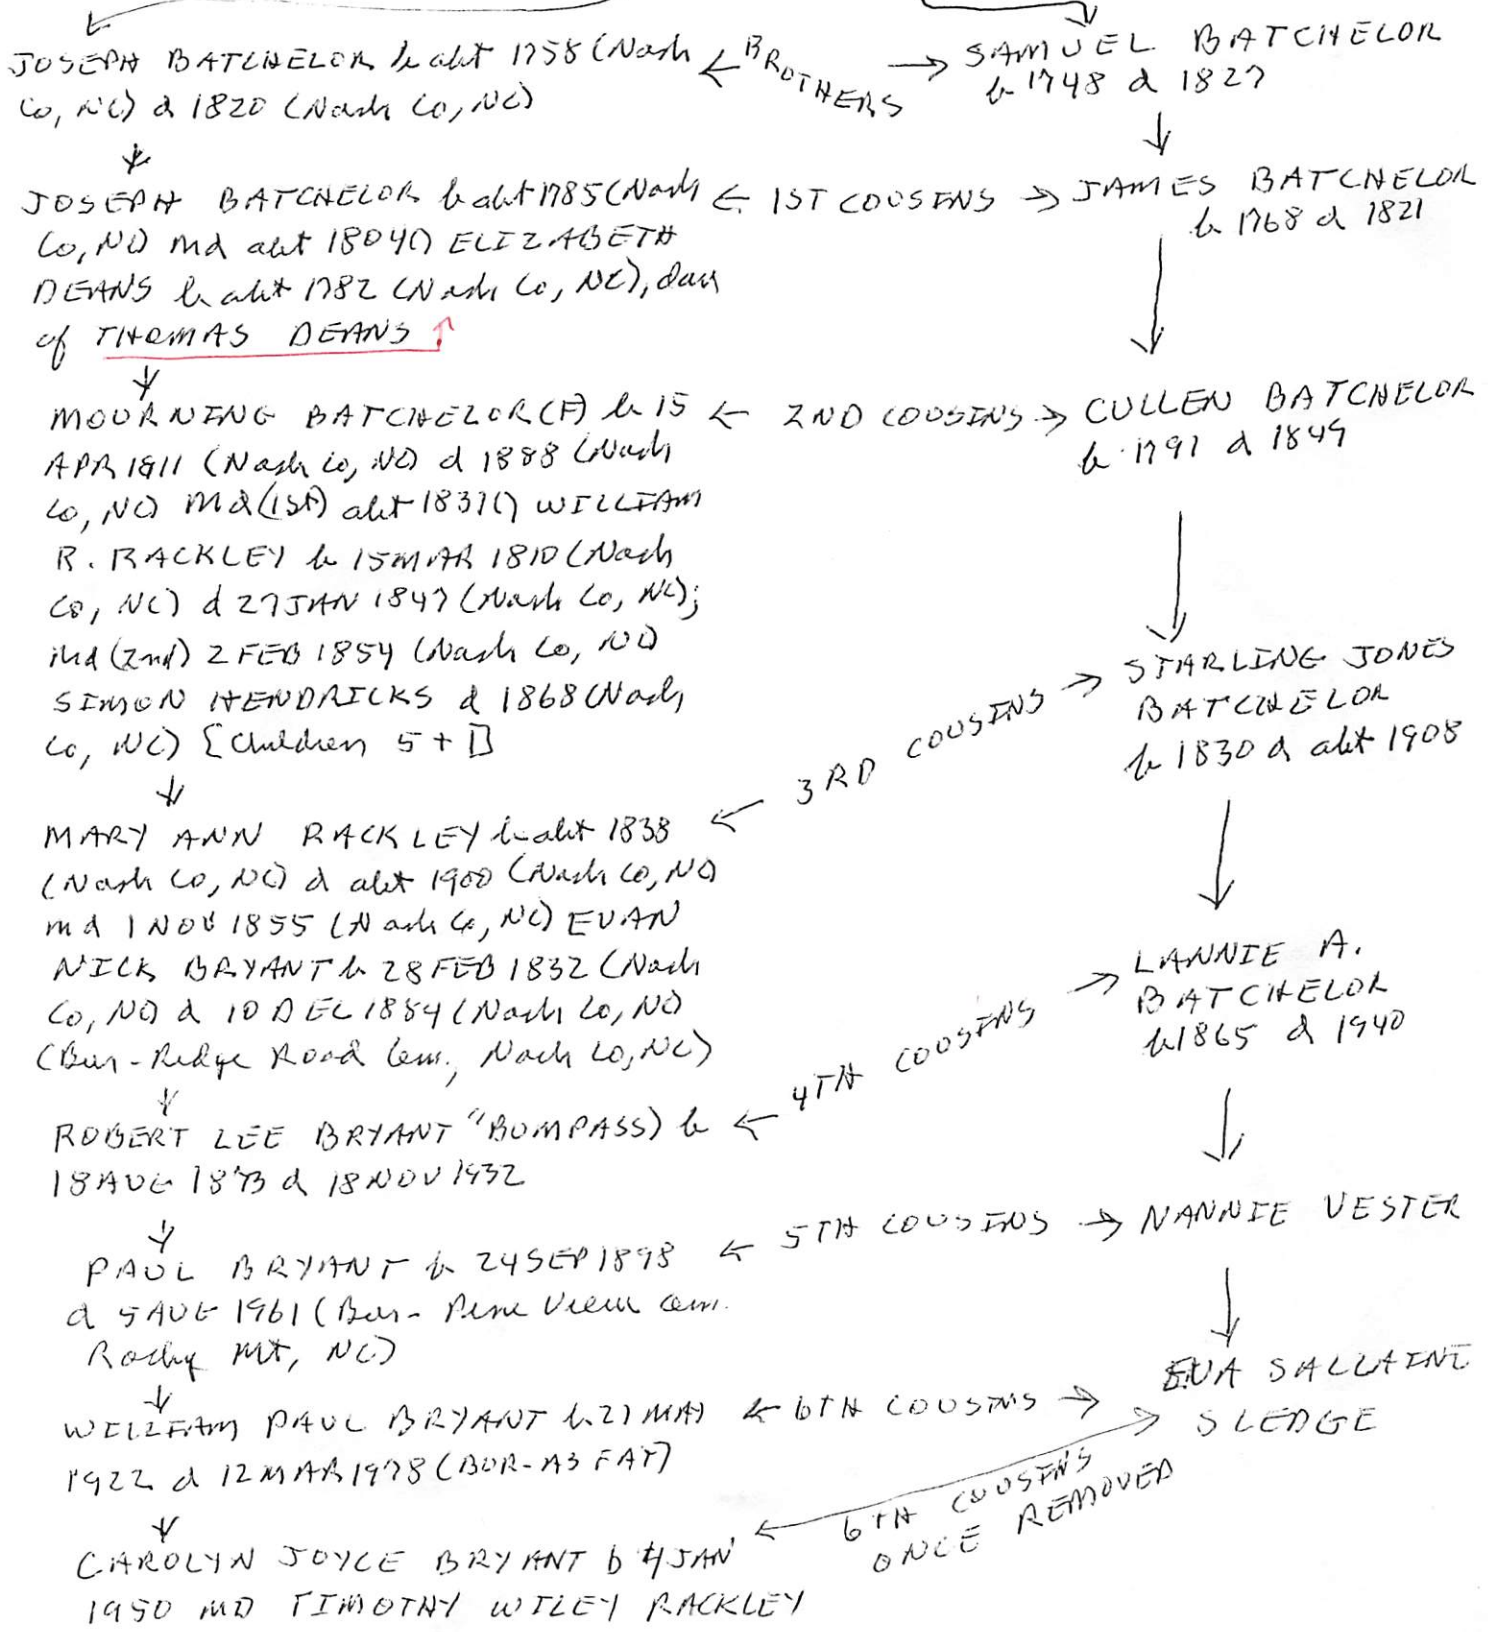 JOSEPH BATCHELOR b abt 1758 (Nash
Co, NC) d 1820 (Nash Co, NC)
← BROTHERS →
SAMUEL BATCHELOR
b 1748 d 1827
JOSEPH BATCHELOR b abt 1785 (Nash
Co, NC) md abt 1804() ELIZABETH
DEANS b abt 1782 (Nash Co, NC), dau
of THOMAS DEANS ↑
← 1ST COUSINS →
JAMES BATCHELOR
b 1768 d 1821
MOURNING BATCHELOR (F) b 15
APR 1811 (Nash Co, NC) d 1888 (Nash
Co, NC) md (1st) abt 1837() WILLIAM
R. RACKLEY b 15 MAR 1810 (Nash
Co, NC) d 27 JAN 1847 (Nash Co, NC);
md (2nd) 2 FEB 1854 (Nash Co, NC)
SIMON HENDRICKS d 1868 (Nash
Co, NC) [Children 5 + ]
← 2ND COUSINS →
CULLEN BATCHELOR
b 1791 d 1849
MARY ANN RACKLEY b abt 1838
(Nash Co, NC) d abt 1900 (Nash Co, NC)
md 1 NOV 1855 (Nash Co, NC) EVAN
NICK BRYANT b 28 FEB 1832 (Nash
Co, NC) d 10 DEC 1884 (Nash Co, NC)
(Bur-Ridge Road Cem., Nash Co, NC)
← 3RD COUSINS →
STARLING JONES
BATCHELOR
b 1830 d abt 1908
ROBERT LEE BRYANT "BUMPASS) b
18 AUG 1873 d 18 NOV 1932
← 4TH COUSINS →
LANNIE A.
BATCHELOR
b 1865 d 1940
PAUL BRYANT b 24 SEP 1898
d 5 AUG 1961 (Bur- Pine View Cem.
Rocky Mt, NC)
← 5TH COUSINS →
NANNIE VESTER
WILLIAM PAUL BRYANT b 27 MAY
1922 d 12 MAR 1978 (BUR-AS FAT)
← 6TH COUSINS →
EVA SALLAINE
SLEDGE
CAROLYN JOYCE BRYANT b 4 JAN
1950 MD TIMOTHY WILEY RACKLEY
6TH COUSINS
ONCE REMOVED